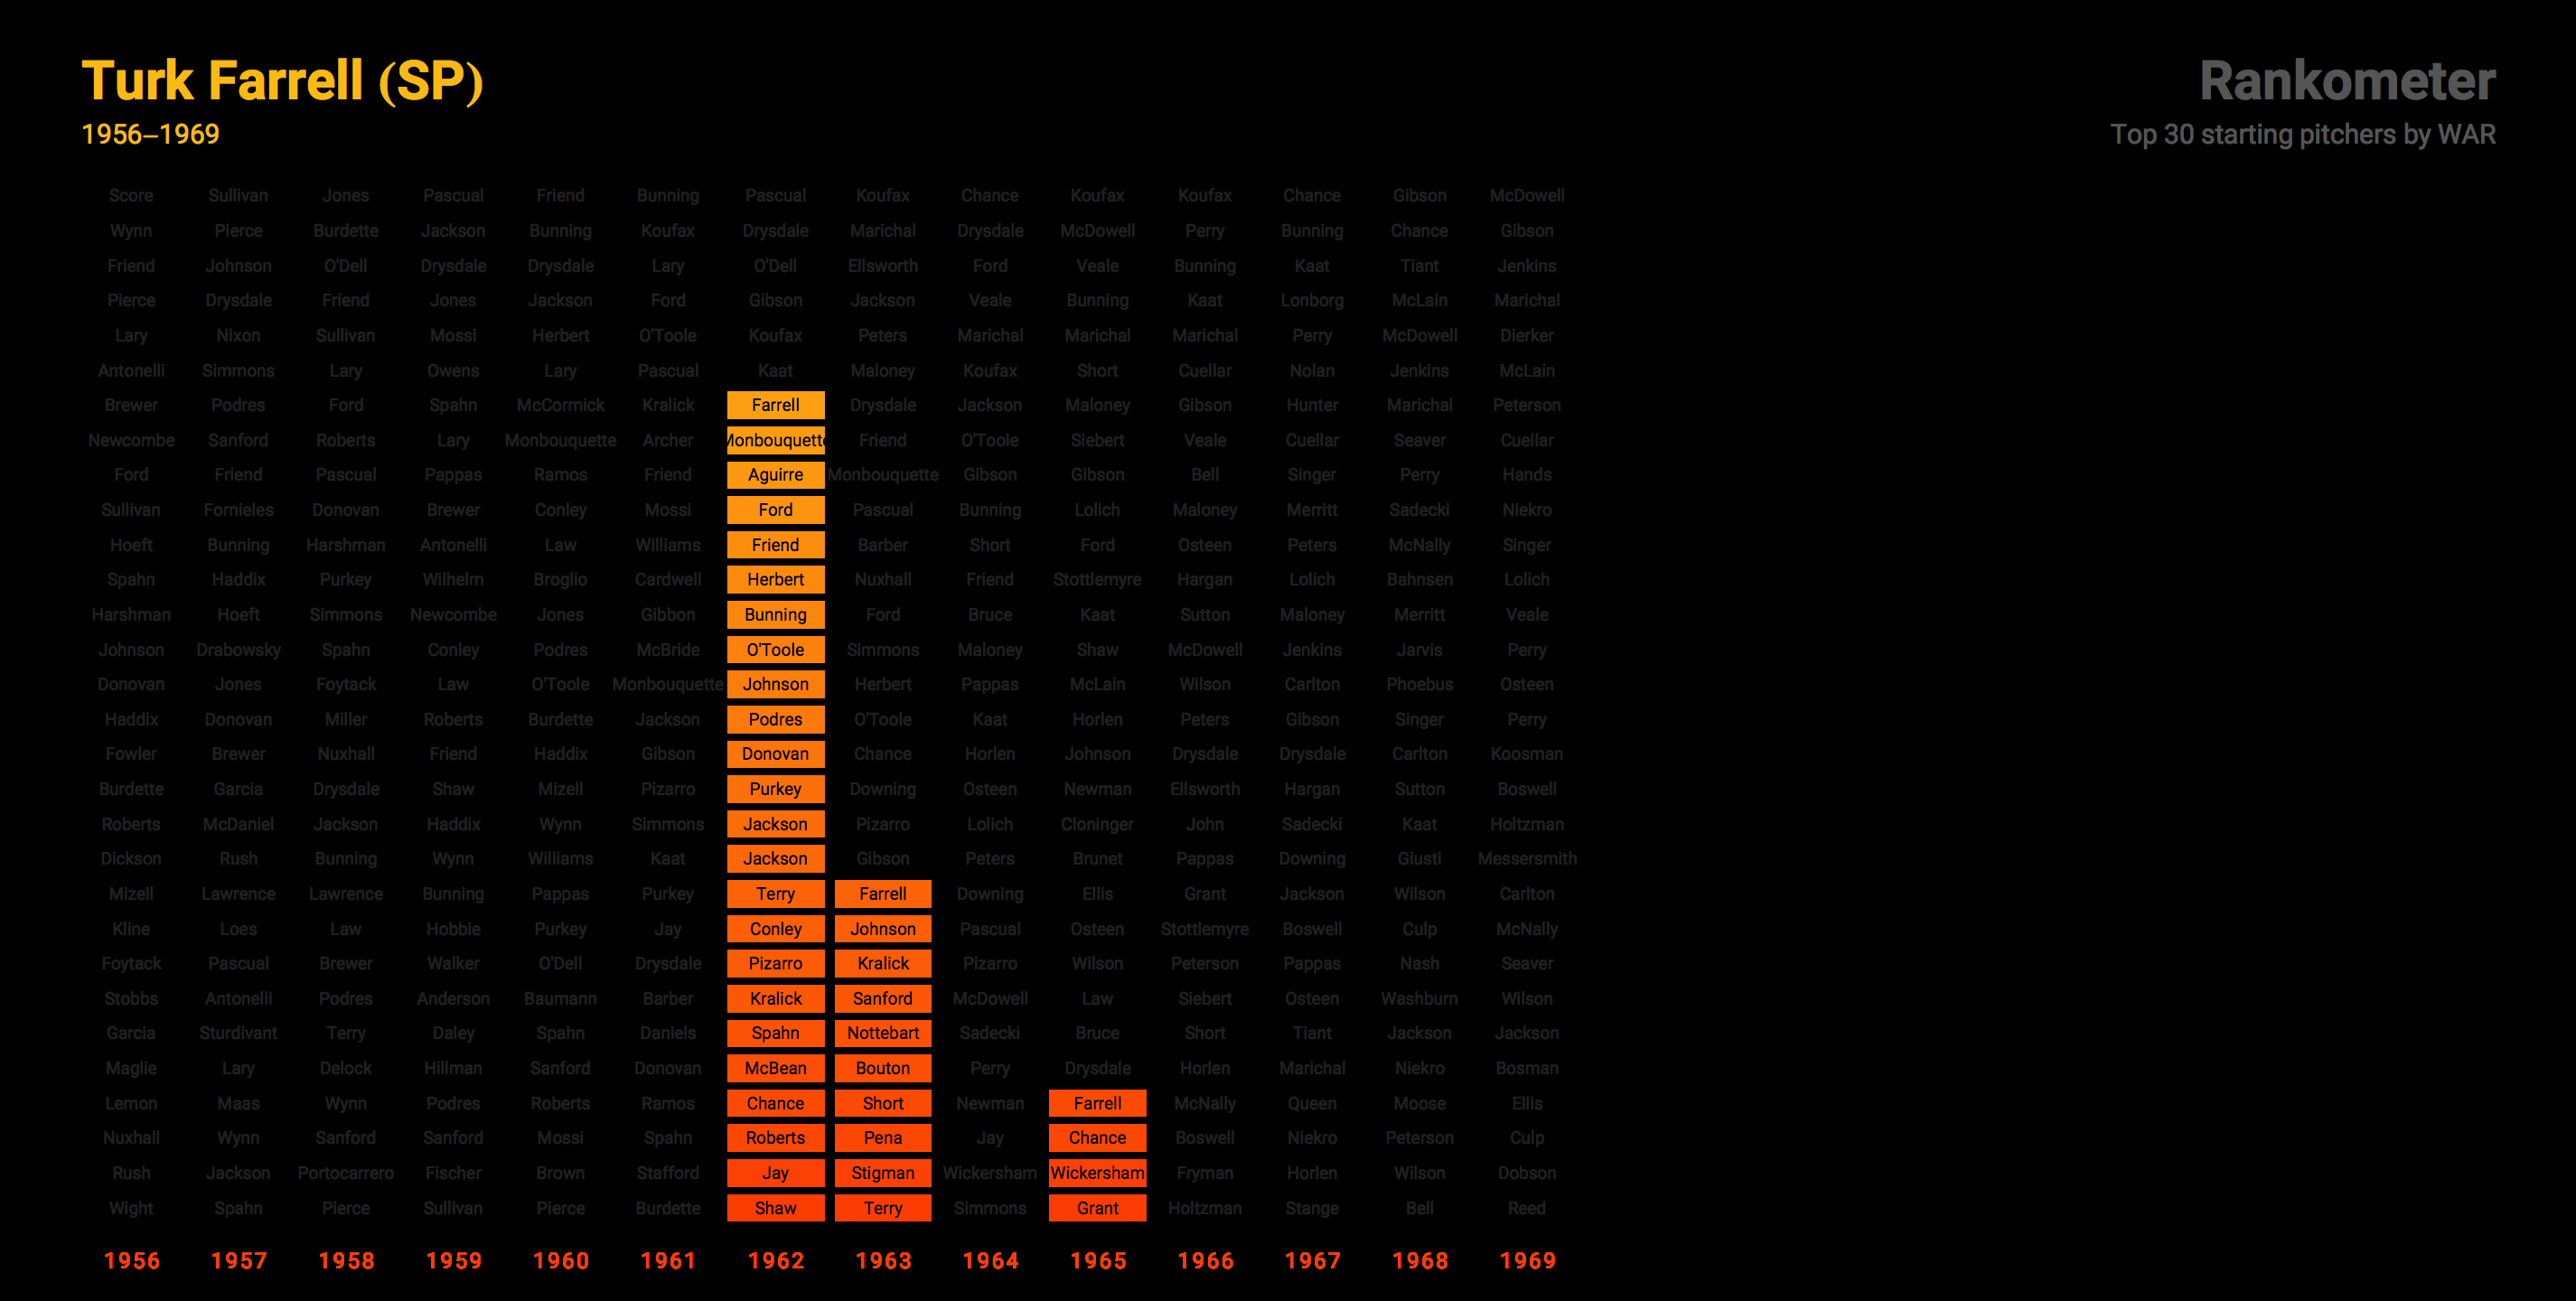 Turk Farrell (SP)
Rankometer
1956–1969
Top 30 starting pitchers by WAR
Score Sullivan Jones Pascual Friend Bunning Pascual Koufax Chance Koufax Koufax Chance Gibson McDowell
Wynn Pierce Burdette Jackson Bunning Koufax Drysdale Marichal Drysdale McDowell Perry Bunning Chance Gibson
Friend Johnson O'Dell Drysdale Drysdale Lary O'Dell Ellsworth Ford Veale Bunning Kaat Tiant Jenkins
Pierce Drysdale Friend Jones Jackson Ford Gibson Jackson Veale Bunning Kaat Lonborg McLain Marichal
Lary Nixon Sullivan Mossi Herbert O'Toole Koufax Peters Marichal Marichal Marichal Perry McDowell Dierker
Antonelli Simmons Lary Owens Lary Pascual Kaat Maloney Koufax Short Cuellar Nolan Jenkins McLain
Brewer Podres Ford Spahn McCormick Kralick Farrell Drysdale Jackson Maloney Gibson Hunter Marichal Peterson
Newcombe Sanford Roberts Lary Monbouquette Archer Monbouquette Friend O'Toole Siebert Veale Cuellar Seaver Cuellar
Ford Friend Pascual Pappas Ramos Friend Aguirre Monbouquette Gibson Gibson Bell Singer Perry Hands
Sullivan Fornieles Donovan Brewer Conley Mossi Ford Pascual Bunning Lolich Maloney Merritt Sadecki Niekro
Hoeft Bunning Harshman Antonelli Law Williams Friend Barber Short Ford Osteen Peters McNally Singer
Spahn Haddix Purkey Wilhelm Broglio Cardwell Herbert Nuxhall Friend Stottlemyre Hargan Lolich Bahnsen Lolich
Harshman Hoeft Simmons Newcombe Jones Gibbon Bunning Ford Bruce Kaat Sutton Maloney Merritt Veale
Johnson Drabowsky Spahn Conley Podres McBride O'Toole Simmons Maloney Shaw McDowell Jenkins Jarvis Perry
Donovan Jones Foytack Law O'Toole Monbouquette Johnson Herbert Pappas McLain Wilson Carlton Phoebus Osteen
Haddix Donovan Miller Roberts Burdette Jackson Podres O'Toole Kaat Horlen Peters Gibson Singer Perry
Fowler Brewer Nuxhall Friend Haddix Gibson Donovan Chance Horlen Johnson Drysdale Drysdale Carlton Koosman
Burdette Garcia Drysdale Shaw Mizell Pizarro Purkey Downing Osteen Newman Ellsworth Hargan Sutton Boswell
Roberts McDaniel Jackson Haddix Wynn Simmons Jackson Pizarro Lolich Cloninger John Sadecki Kaat Holtzman
Dickson Rush Bunning Wynn Williams Kaat Jackson Gibson Peters Brunet Pappas Downing Giusti Messersmith
Mizell Lawrence Lawrence Bunning Pappas Purkey Terry Farrell Downing Ellis Grant Jackson Wilson Carlton
Kline Loes Law Hobbie Purkey Jay Conley Johnson Pascual Osteen Stottlemyre Boswell Culp McNally
Foytack Pascual Brewer Walker O'Dell Drysdale Pizarro Kralick Pizarro Wilson Peterson Pappas Nash Seaver
Stobbs Antonelli Podres Anderson Baumann Barber Kralick Sanford McDowell Law Siebert Osteen Washburn Wilson
Garcia Sturdivant Terry Daley Spahn Daniels Spahn Nottebart Sadecki Bruce Short Tiant Jackson Jackson
Maglie Lary Delock Hillman Sanford Donovan McBean Bouton Perry Drysdale Horlen Marichal Niekro Bosman
Lemon Maas Wynn Podres Roberts Ramos Chance Short Newman Farrell McNally Queen Moose Ellis
Nuxhall Wynn Sanford Sanford Mossi Spahn Roberts Pena Jay Chance Boswell Niekro Peterson Culp
Rush Jackson Portocarrero Fischer Brown Stafford Jay Stigman Wickersham Wickersham Fryman Horlen Wilson Dobson
Wight Spahn Pierce Sullivan Pierce Burdette Shaw Terry Simmons Grant Holtzman Stange Bell Reed
1956 1957 1958 1959 1960 1961 1962 1963 1964 1965 1966 1967 1968 1969